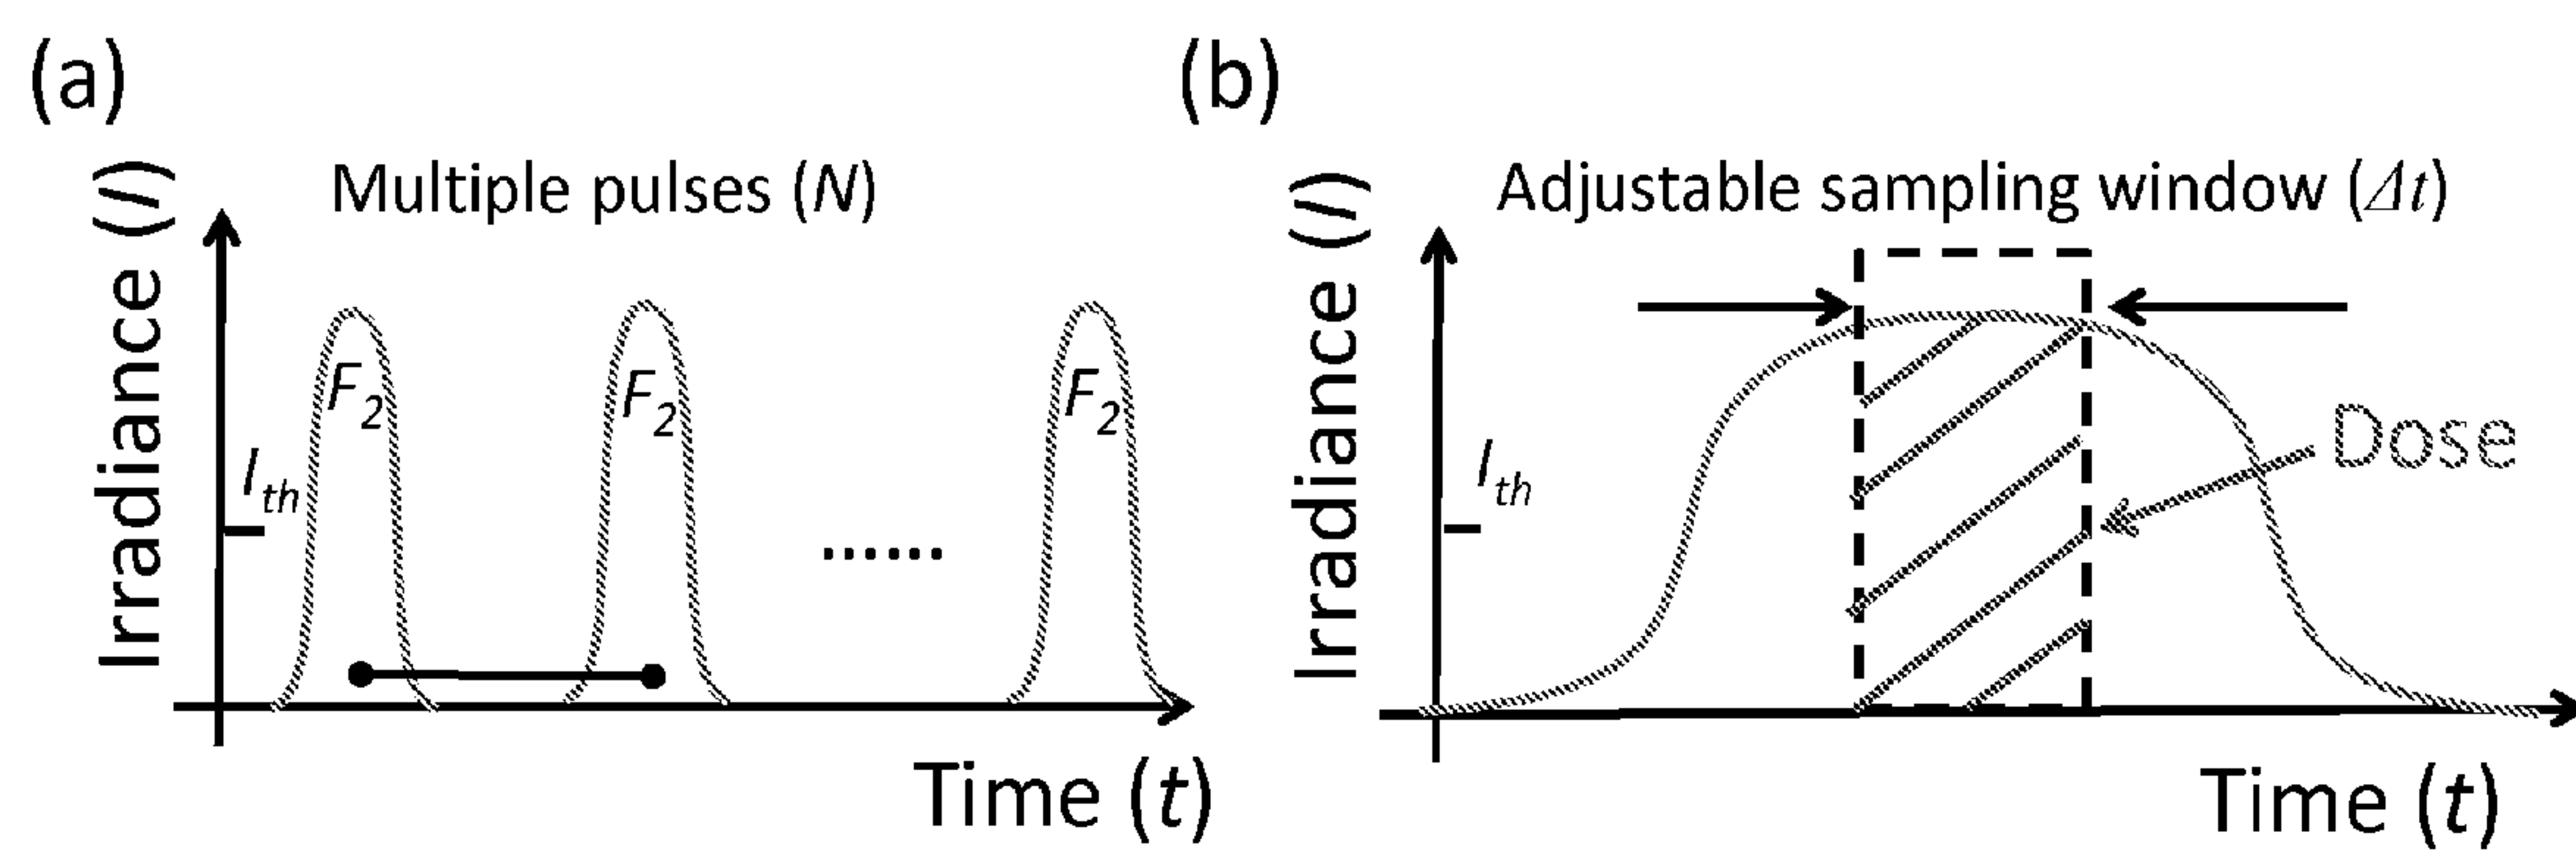 (a)
Multiple pulses (N)
Irradiance (I)
F2
F2
F2
Ith
......
Time (t)
(b)
Adjustable sampling window (Δt)
Irradiance (I)
Ith
Dose
Time (t)